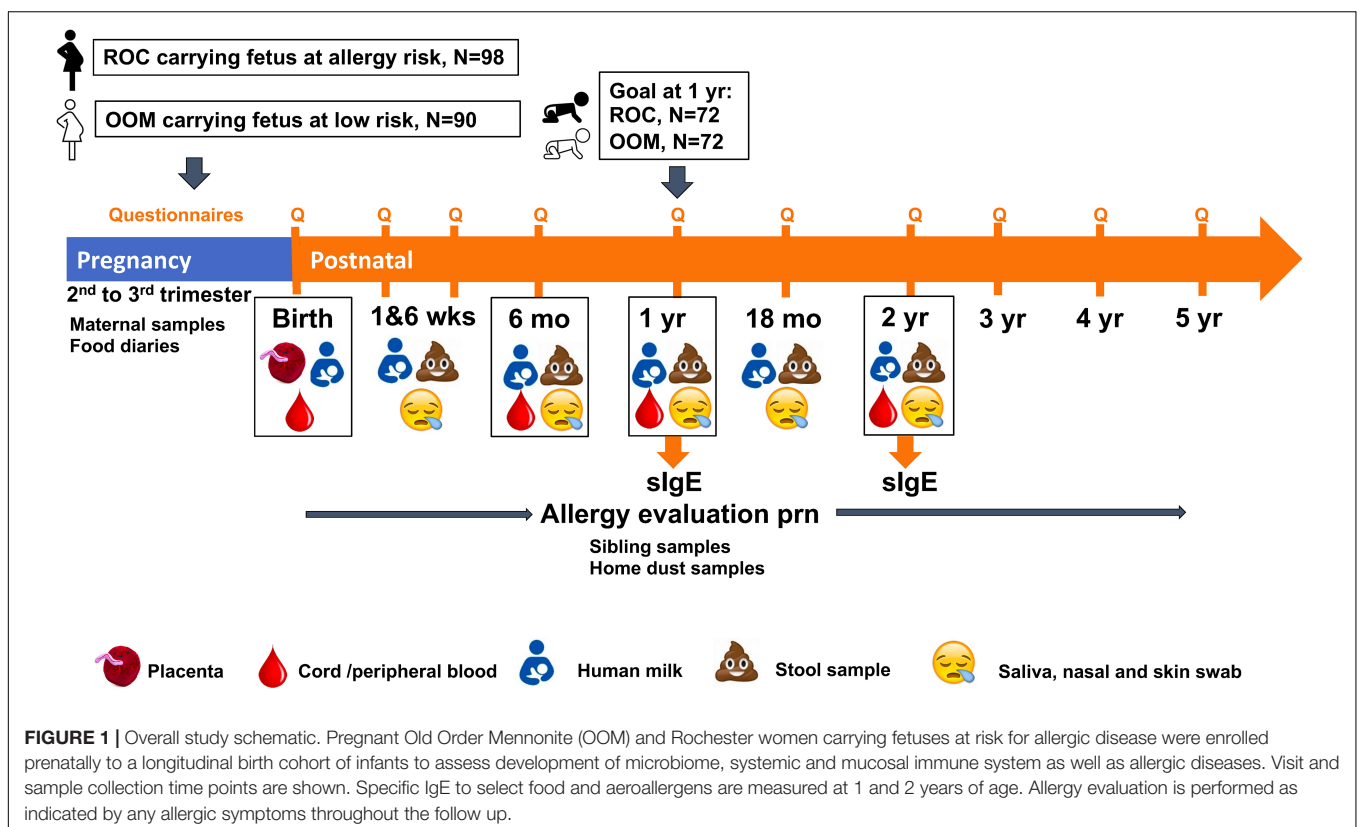 ROC carrying fetus at allergy risk, N=98
OOM carrying fetus at low risk, N=90
Goal at 1 yr:
ROC, N=72
OOM, N=72
Questionnaires Q Q Q Q Q Q Q Q Q Q
Pregnancy Postnatal
2nd to 3rd trimester
Maternal samples
Food diaries
Birth 1&6 wks 6 mo 1 yr 18 mo 2 yr 3 yr 4 yr 5 yr
sIgE sIgE
Allergy evaluation prn
Sibling samples
Home dust samples
Placenta Cord /peripheral blood Human milk Stool sample Saliva, nasal and skin swab
FIGURE 1 | Overall study schematic. Pregnant Old Order Mennonite (OOM) and Rochester women carrying fetuses at risk for allergic disease were enrolled
prenatally to a longitudinal birth cohort of infants to assess development of microbiome, systemic and mucosal immune system as well as allergic diseases. Visit and
sample collection time points are shown. Specific IgE to select food and aeroallergens are measured at 1 and 2 years of age. Allergy evaluation is performed as
indicated by any allergic symptoms throughout the follow up.